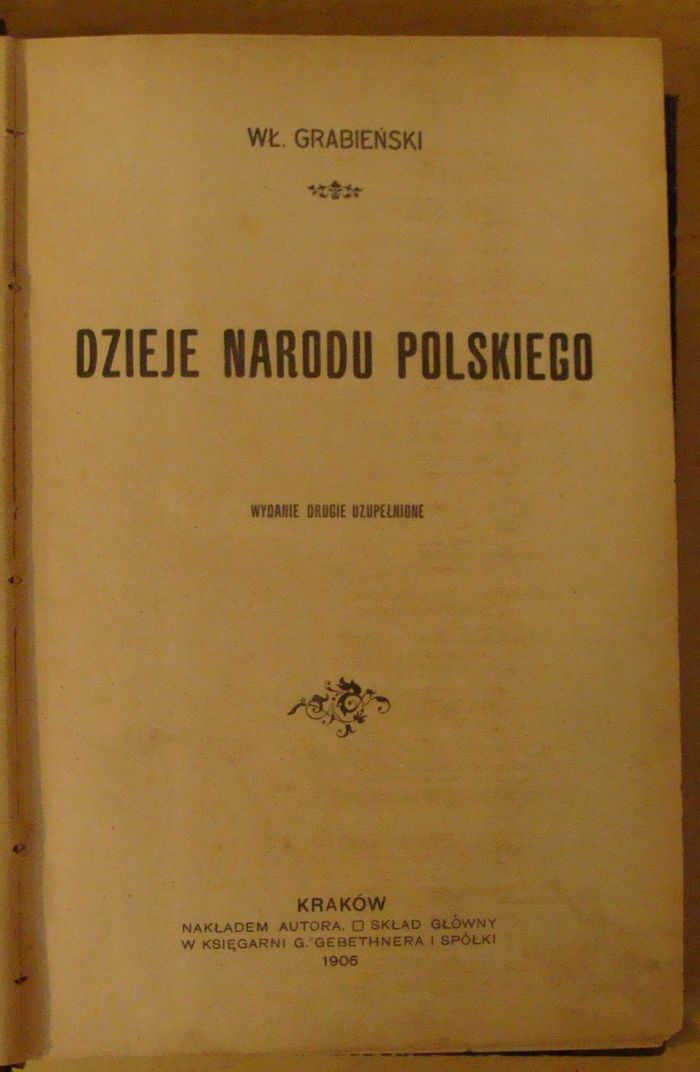 WŁ. GRABIEŃSKI
DZIEJE NARODU POLSKIEGO
WYDANIE DRUGIE UZUPEŁNIONE
KRAKÓW
NAKŁADEM AUTORA. □ SKŁAD GŁÓWNY
W KSIĘGARNI G. GEBETHNERA I SPÓŁKI
1906